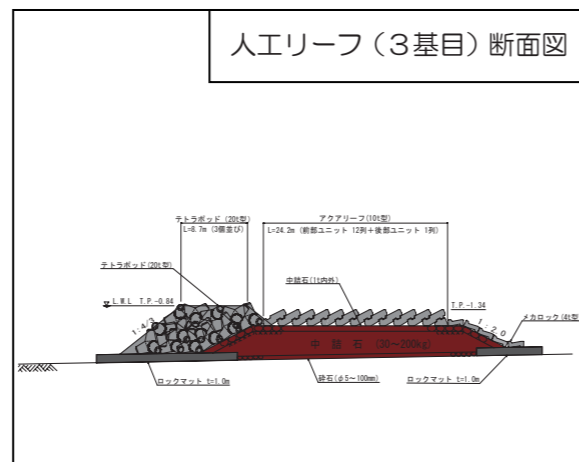 人工リーフ（３基目）断面図
テトラポッド(20t型)
L=8.7m (3個並び)
アクアリーフ(10t型)
L=24.2m (前部ユニット 12列＋後部ユニット 1列)
テトラポッド(20t型)
中詰石(1t内外)
L.W.L T.P.-0.84
T.P.-1.34
1:4/3
1:2.0
メカロック(4t型)
中 詰 石 (30～200kg)
ロックマット t=1.0m
砕石(φ5～100mm)
ロックマット t=1.0m